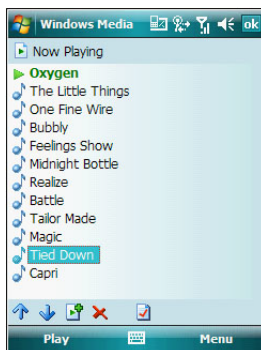 Windows Media ok
Now Playing
Oxygen
The Little Things
One Fine Wire
Bubbly
Feelings Show
Midnight Bottle
Realize
Battle
Tailor Made
Magic
Tied Down
Capri
Play Menu